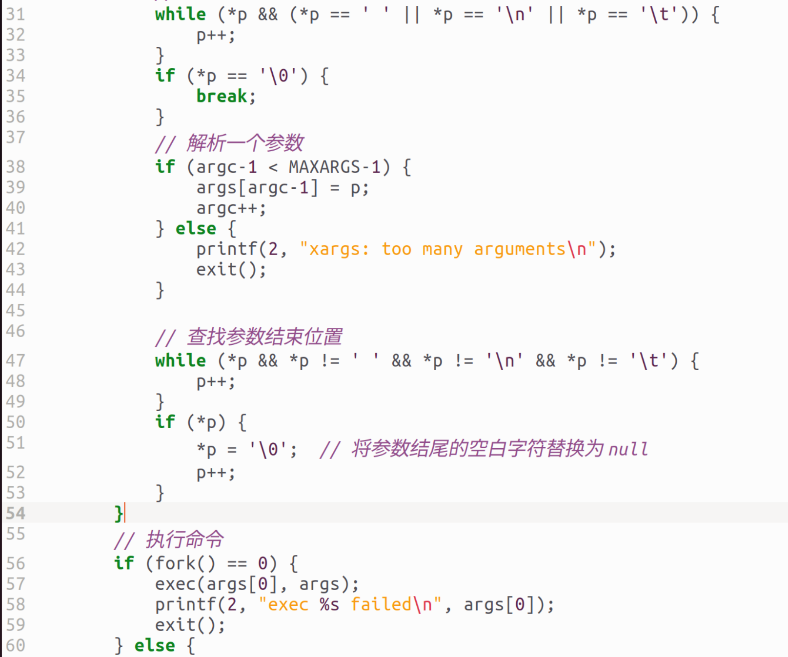 31 while (*p && (*p == ' ' || *p == '\n' || *p == '\t')) {
32 p++;
33 }
34 if (*p == '\0') {
35 break;
36 }
37 // 解析一个参数
38 if (argc-1 < MAXARGS-1) {
39 args[argc-1] = p;
40 argc++;
41 } else {
42 printf(2, "xargs: too many arguments\n");
43 exit();
44 }
45
46 // 查找参数结束位置
47 while (*p && *p != ' ' && *p != '\n' && *p != '\t') {
48 p++;
49 }
50 if (*p) {
51 *p = '\0'; // 将参数结尾的空白字符替换为 null
52 p++;
53 }
54 }
55 // 执行命令
56 if (fork() == 0) {
57 exec(args[0], args);
58 printf(2, "exec %s failed\n", args[0]);
59 exit();
60 } else {